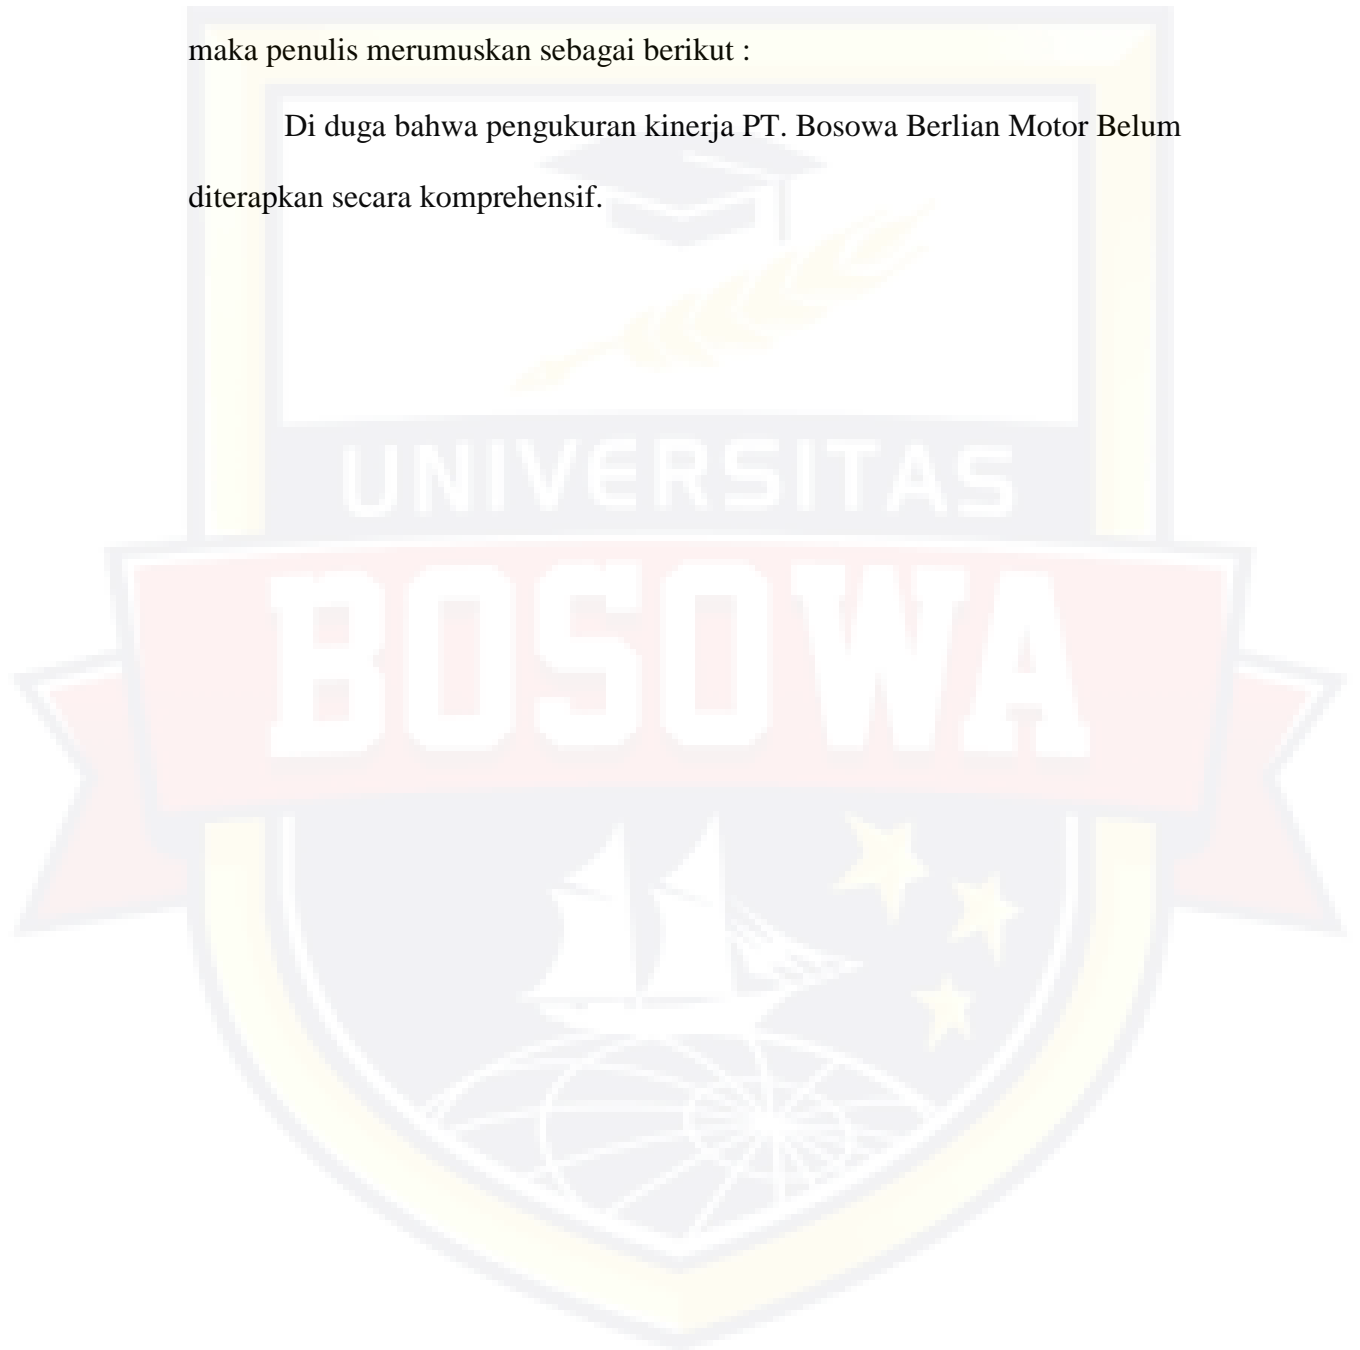 maka penulis merumuskan sebagai berikut :
Di duga bahwa pengukuran kinerja PT. Bosowa Berlian Motor Belum
diterapkan secara komprehensif.
UNIVERSITAS
BOSOWA